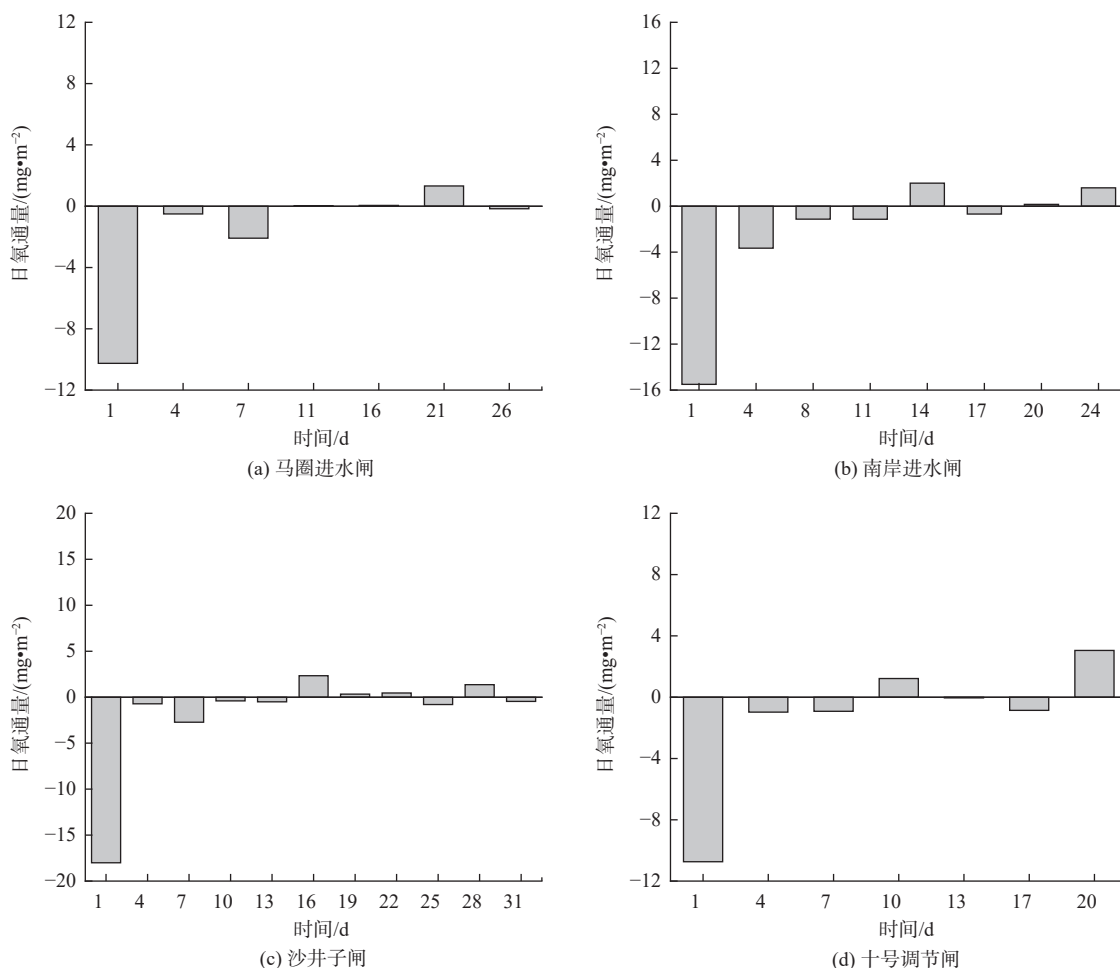 12
8
4
0
−4
−8
−12
日氧通量/(mg•m⁻²)
1 4 7 11 16 21 26
时间/d
(a) 马圈进水闸
16
12
8
4
0
−4
−8
−12
−16
日氧通量/(mg•m⁻²)
1 4 8 11 14 17 20 24
时间/d
(b) 南岸进水闸
20
15
10
5
0
−5
−10
−15
−20
日氧通量/(mg•m⁻²)
1 4 7 10 13 16 19 22 25 28 31
时间/d
(c) 沙井子闸
12
8
4
0
−4
−8
−12
日氧通量/(mg•m⁻²)
1 4 7 10 13 17 20
时间/d
(d) 十号调节闸